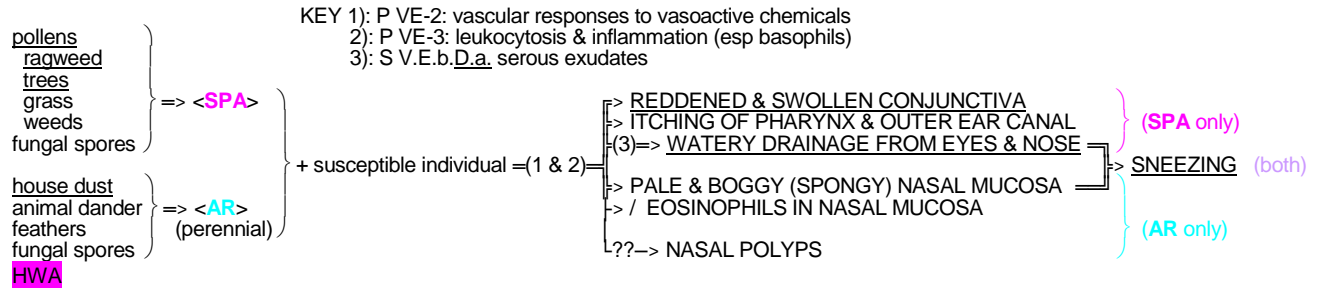 KEY 1): P VE-2: vascular responses to vasoactive chemicals
2): P VE-3: leukocytosis & inflammation (esp basophils)
3): S V.E.b.D.a. serous exudates
pollens
ragweed
trees
grass
weeds
fungal spores
=> <SPA>
house dust
animal dander
feathers
fungal spores
=> <AR>
(perennial)
HWA
+ susceptible individual =(1 & 2)=
=> REDDENED & SWOLLEN CONJUNCTIVA
=> ITCHING OF PHARYNX & OUTER EAR CANAL
=(3)=> WATERY DRAINAGE FROM EYES & NOSE
=> PALE & BOGGY (SPONGY) NASAL MUCOSA
=> / EOSINOPHILS IN NASAL MUCOSA
??–> NASAL POLYPS
=> SNEEZING (both)
(SPA only)
(AR only)